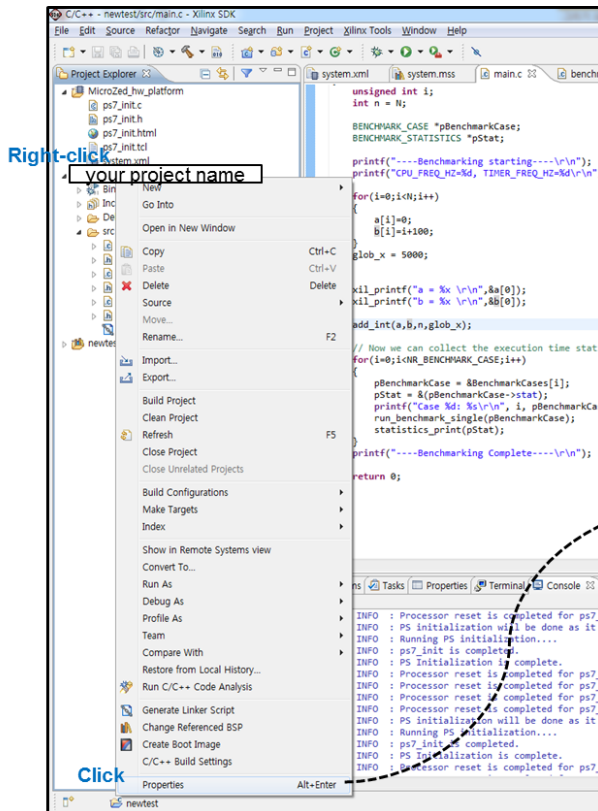 C/C++ - newtest/src/main.c - Xilinx SDK
File Edit Source Refactor Navigate Search Run Project Xilinx Tools Window Help
Project Explorer
system.xml system.mss main.c bench
MicroZed_hw_platform
ps7_init.c
ps7_init.h
ps7_init.html
ps7_init.tcl
system.xml
Right-click
your project name
Bin
Inc
De
src
newtes
New
Go Into
Open in New Window
Copy Ctrl+C
Paste Ctrl+V
Delete Delete
Source
Move...
Rename... F2
Import...
Export...
Build Project
Clean Project
Refresh F5
Close Project
Close Unrelated Projects
Build Configurations
Make Targets
Index
Show in Remote Systems view
Convert To...
Run As
Debug As
Profile As
Team
Compare With
Restore from Local History...
Run C/C++ Code Analysis
Generate Linker Script
Change Referenced BSP
Create Boot Image
C/C++ Build Settings
Click
Properties Alt+Enter
newtest
unsigned int i;
int n = N;
BENCHMARK_CASE *pBenchmarkCase;
BENCHMARK_STATISTICS *pStat;
printf("----Benchmarking starting----\r\n");
printf("CPU_FREQ_HZ=%d, TIMER_FREQ_HZ=%d\r\n"
for(i=0;i<N;i++)
{
a[i]=0;
b[i]=i+100;
}
glob_x = 5000;
xil_printf("a = %x \r\n",&a[0]);
xil_printf("b = %x \r\n",&b[0]);
add_int(a,b,n,glob_x);
// Now we can collect the execution time stat
for(i=0;i<NR_BENCHMARK_CASE;i++)
{
pBenchmarkCase = &BenchmarkCases[i];
pStat = &(pBenchmarkCase->stat);
printf("Case %d: %s\r\n", i, pBenchmarkCa
run_benchmark_single(pBenchmarkCase);
statistics_print(pStat);
}
printf("----Benchmarking Complete----\r\n");
return 0;
ns Tasks Properties Terminal Console
INFO : Processor reset is completed for ps7_
INFO : PS initialization will be done as it
INFO : Running PS initialization....
INFO : ps7_init is completed.
INFO : PS Initialization is complete.
INFO : Processor reset is completed for ps7_
INFO : Processor reset is completed for ps7_
INFO : Processor reset is completed for ps7_
INFO : Processor reset is completed for ps7_
INFO : PS initialization will be done as it
INFO : Running PS initialization....
INFO : ps7_init is completed.
INFO : PS Initialization is complete.
INFO : Processor reset is completed for ps7_